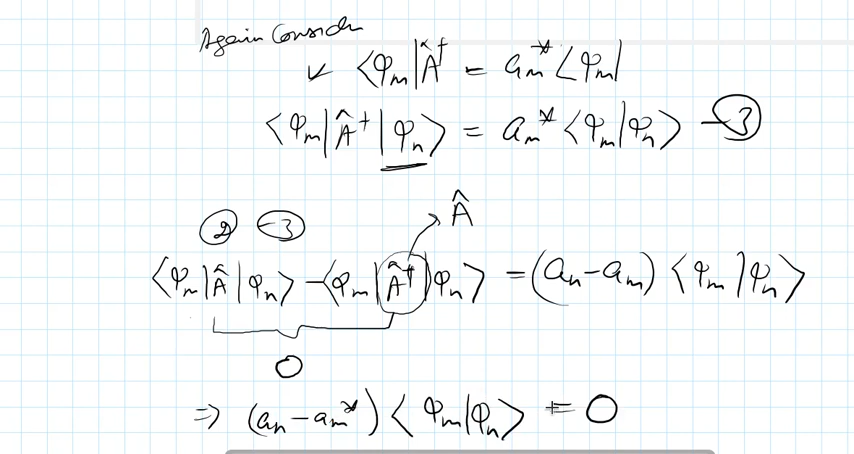 Again Consider
✓ ⟨φm|Â† = am* ⟨φm|
⟨φm|Â†|φn⟩ = am* ⟨φm|φn⟩ —③
② -③
Â
⟨φm|Â|φn⟩ - ⟨φm|Â†|φn⟩ = (an - am) ⟨φm|φn⟩
0
⇒ (an - am*) ⟨φm|φn⟩ = 0